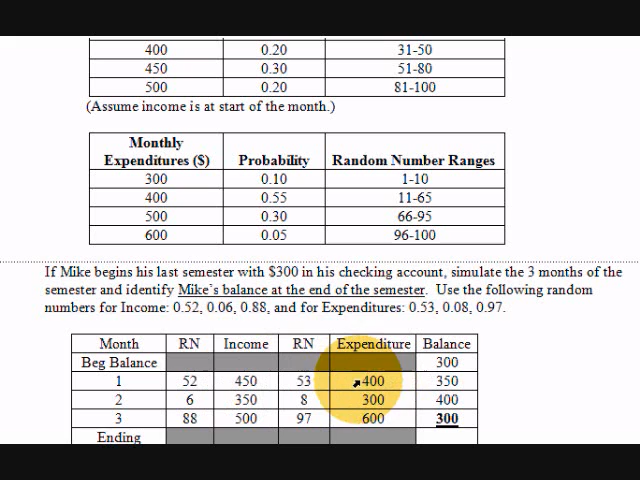 400 0.20 31-50
450 0.30 51-80
500 0.20 81-100
(Assume income is at start of the month.)
Monthly
Expenditures ($) Probability Random Number Ranges
300 0.10 1-10
400 0.55 11-65
500 0.30 66-95
600 0.05 96-100
If Mike begins his last semester with $300 in his checking account, simulate the 3 months of the
semester and identify Mike's balance at the end of the semester. Use the following random
numbers for Income: 0.52, 0.06, 0.88, and for Expenditures: 0.53, 0.08, 0.97.
Month RN Income RN Expenditure Balance
Beg Balance 300
1 52 450 53 400 350
2 6 350 8 300 400
3 88 500 97 600 300
Ending